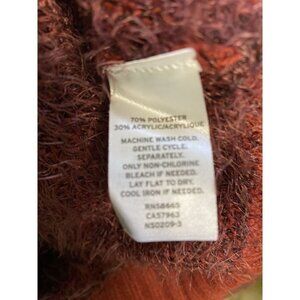 70% POLYESTER
30% ACRYLIC/ACRYLIQUE
MACHINE WASH COLD,
GENTLE CYCLE,
SEPARATELY.
ONLY NON-CHLORINE
BLEACH IF NEEDED.
LAY FLAT TO DRY.
COOL IRON IF NEEDED.
RN58665
CA57963
NS0209-3